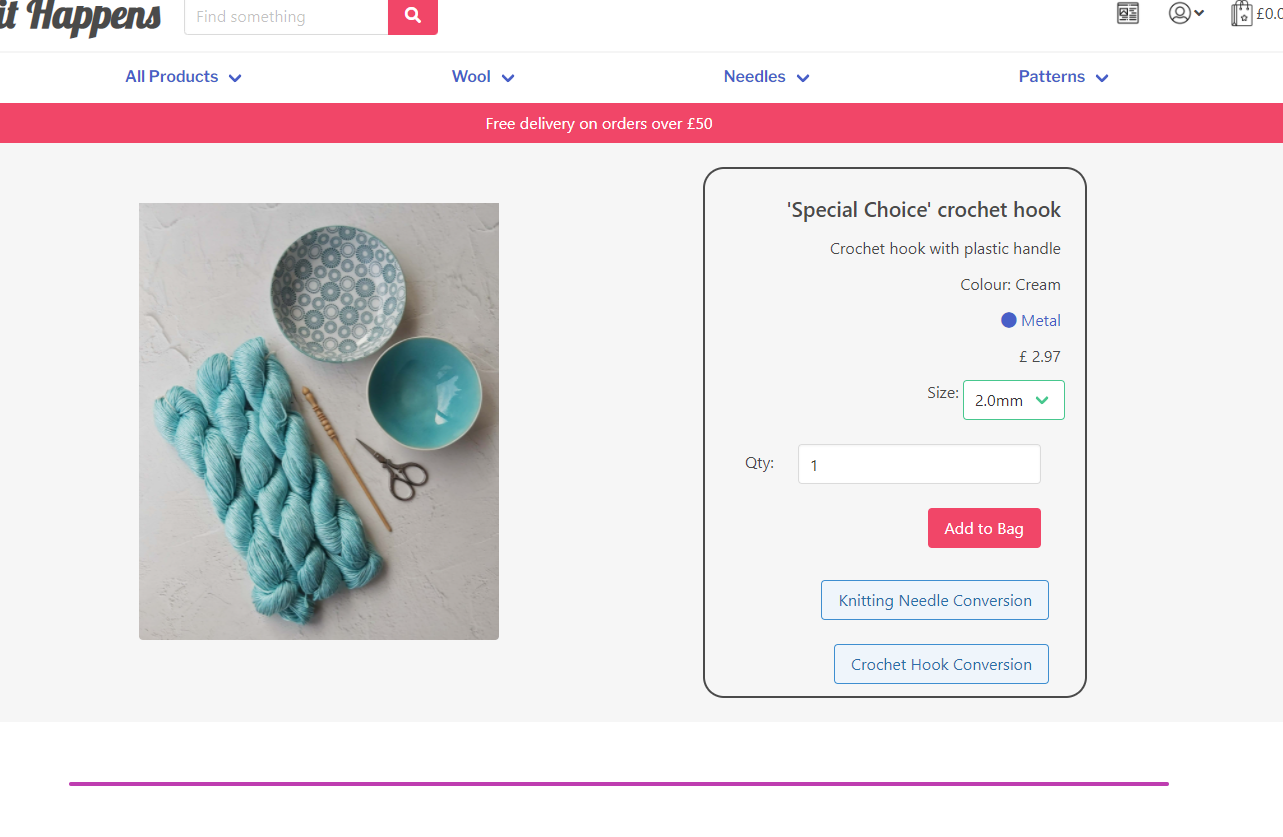 it Happens
Find something
£0.0
All Products
Wool
Needles
Patterns
Free delivery on orders over £50
'Special Choice' crochet hook
Crochet hook with plastic handle
Colour: Cream
Metal
£ 2.97
Size: 2.0mm
Qty: 1
Add to Bag
Knitting Needle Conversion
Crochet Hook Conversion